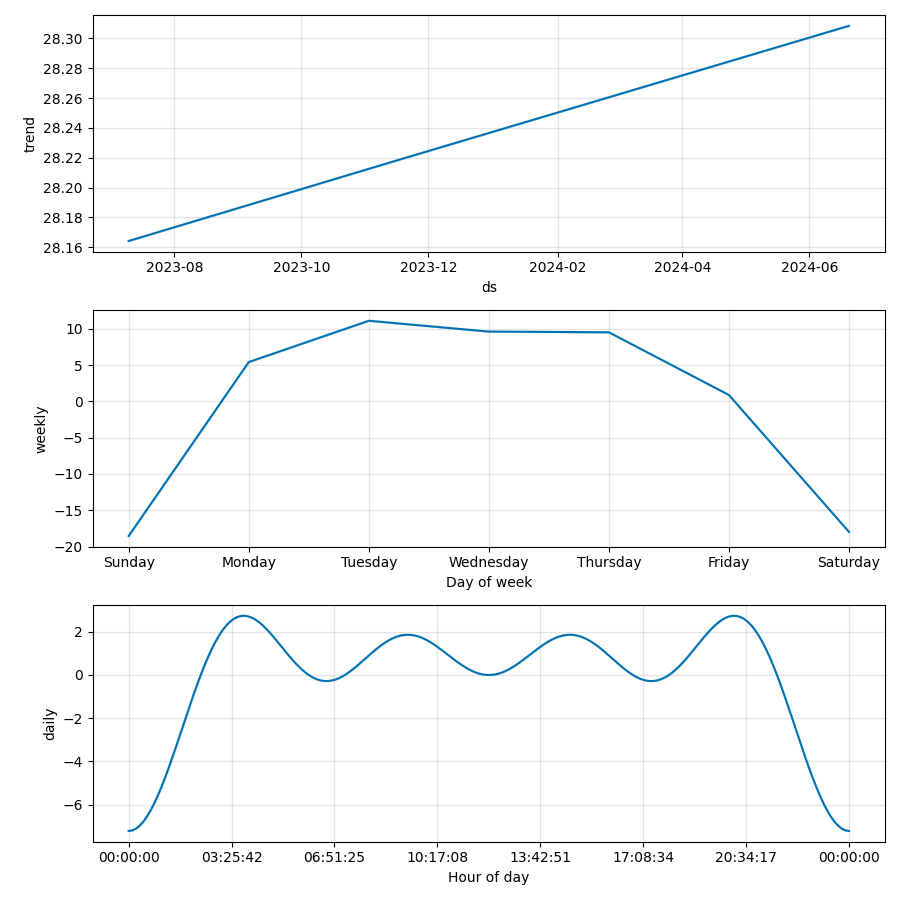 28.30
28.28
28.26
28.24
28.22
28.20
28.18
28.16
trend
2023-08 2023-10 2023-12 2024-02 2024-04 2024-06
ds
10
5
0
−5
−10
−15
−20
weekly
Sunday Monday Tuesday Wednesday Thursday Friday Saturday
Day of week
2
0
−2
−4
−6
daily
00:00:00 03:25:42 06:51:25 10:17:08 13:42:51 17:08:34 20:34:17 00:00:00
Hour of day